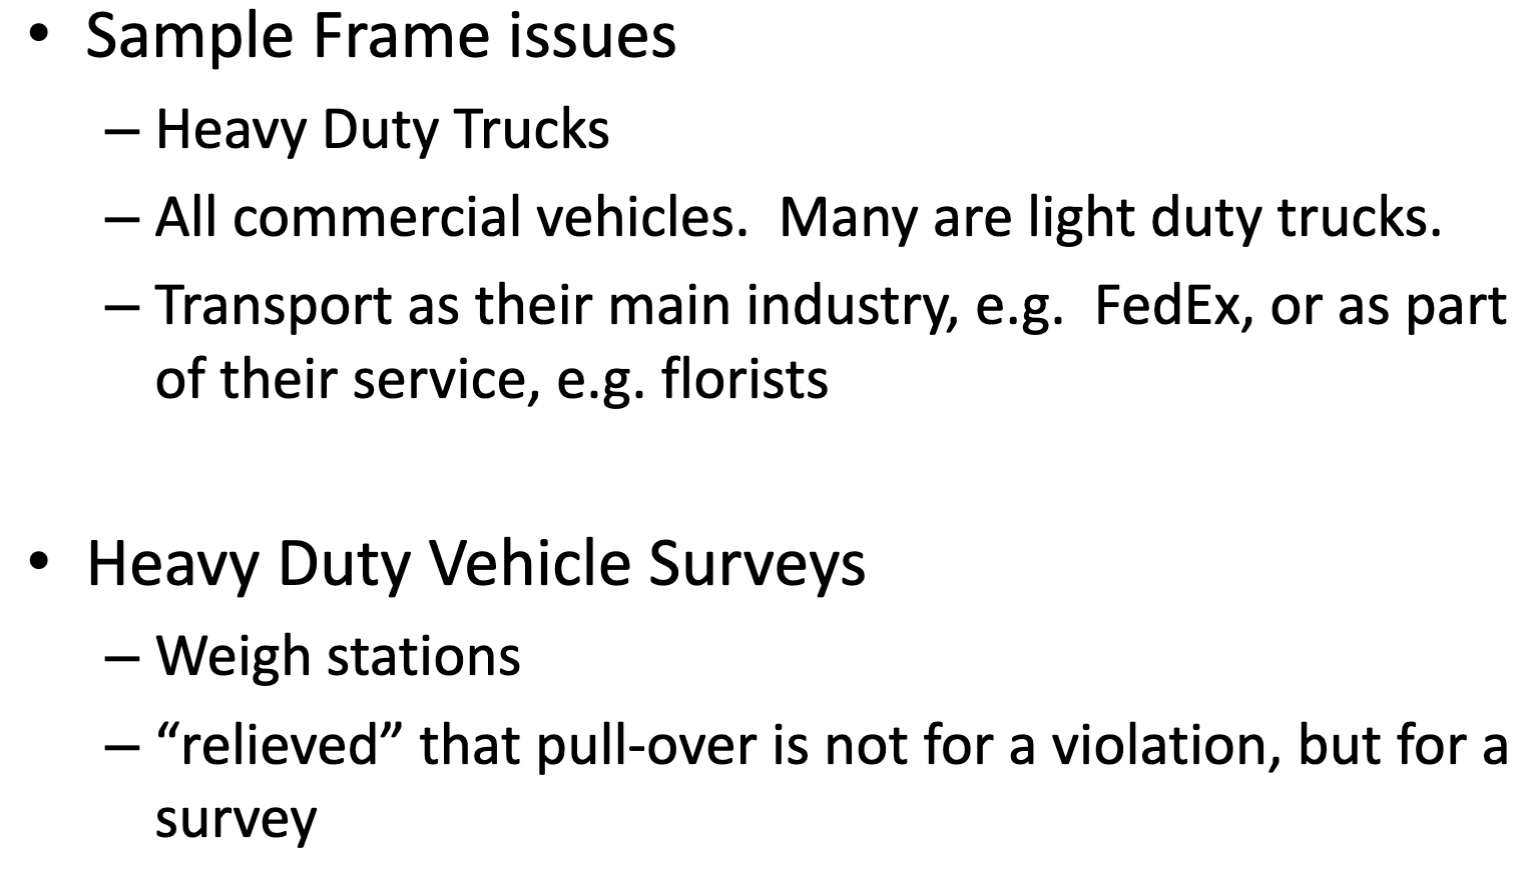 • Sample Frame issues
– Heavy Duty Trucks
– All commercial vehicles.  Many are light duty trucks.
– Transport as their main industry, e.g.  FedEx, or as part
of their service, e.g. florists
• Heavy Duty Vehicle Surveys
– Weigh stations
– “relieved” that pull-over is not for a violation, but for a
survey